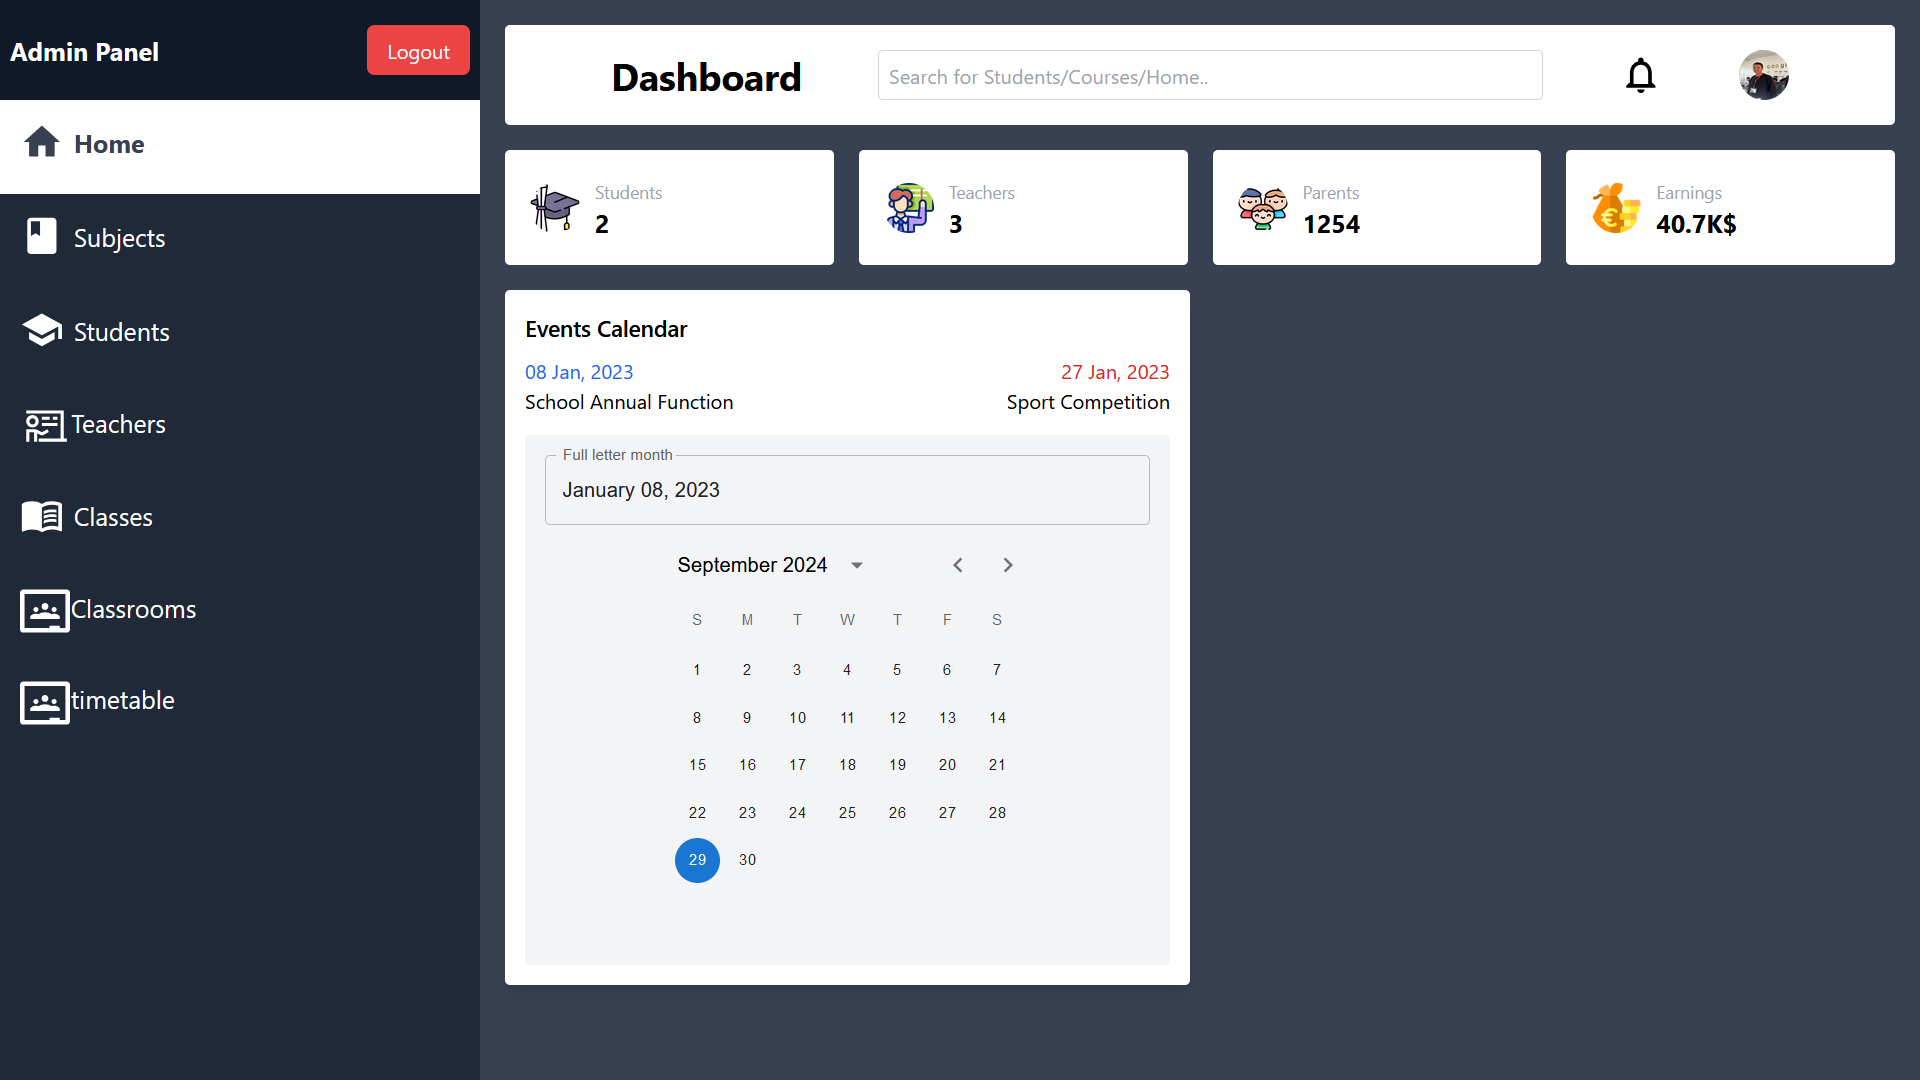 Admin Panel
Logout
Home
Subjects
Students
Teachers
Classes
Classrooms
timetable
Dashboard
Search for Students/Courses/Home..
Students
2
Teachers
3
Parents
1254
Earnings
40.7K$
Events Calendar
08 Jan, 2023
27 Jan, 2023
School Annual Function
Sport Competition
Full letter month
January 08, 2023
September 2024
S M T W T F S
1 2 3 4 5 6 7
8 9 10 11 12 13 14
15 16 17 18 19 20 21
22 23 24 25 26 27 28
29 30